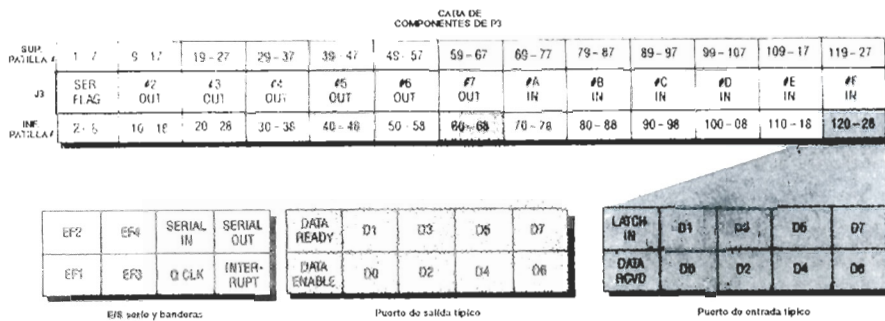 CARA DE
COMPONENTES DE P3
SUP. PATILLA # 1 - 7 9 - 17 19 - 27 29 - 37 39 - 47 49 - 57 59 - 67 69 - 77 79 - 87 89 - 97 99 - 107 109 - 17 119 - 27
J3 SER FLAG #2 OUT #3 OUT #4 OUT #5 OUT #6 OUT #7 OUT #A IN #B IN #C IN #D IN #E IN #F IN
INF. PATILLA # 2 - 8 10 - 18 20 - 28 30 - 38 40 - 48 50 - 58 60 - 68 70 - 78 80 - 88 90 - 98 100 - 08 110 - 18 120 - 28
EF2 EF4 SERIAL IN SERIAL OUT
EF1 EF3 Q CLK INTER-RUPT
E/S serie y banderas
DATA READY D1 D3 D5 D7
DATA ENABLE D0 D2 D4 D6
Puerto de salida típico
LATCH IN D1 D3 D5 D7
DATA RCVD D0 D2 D4 D6
Puerto de entrada típico